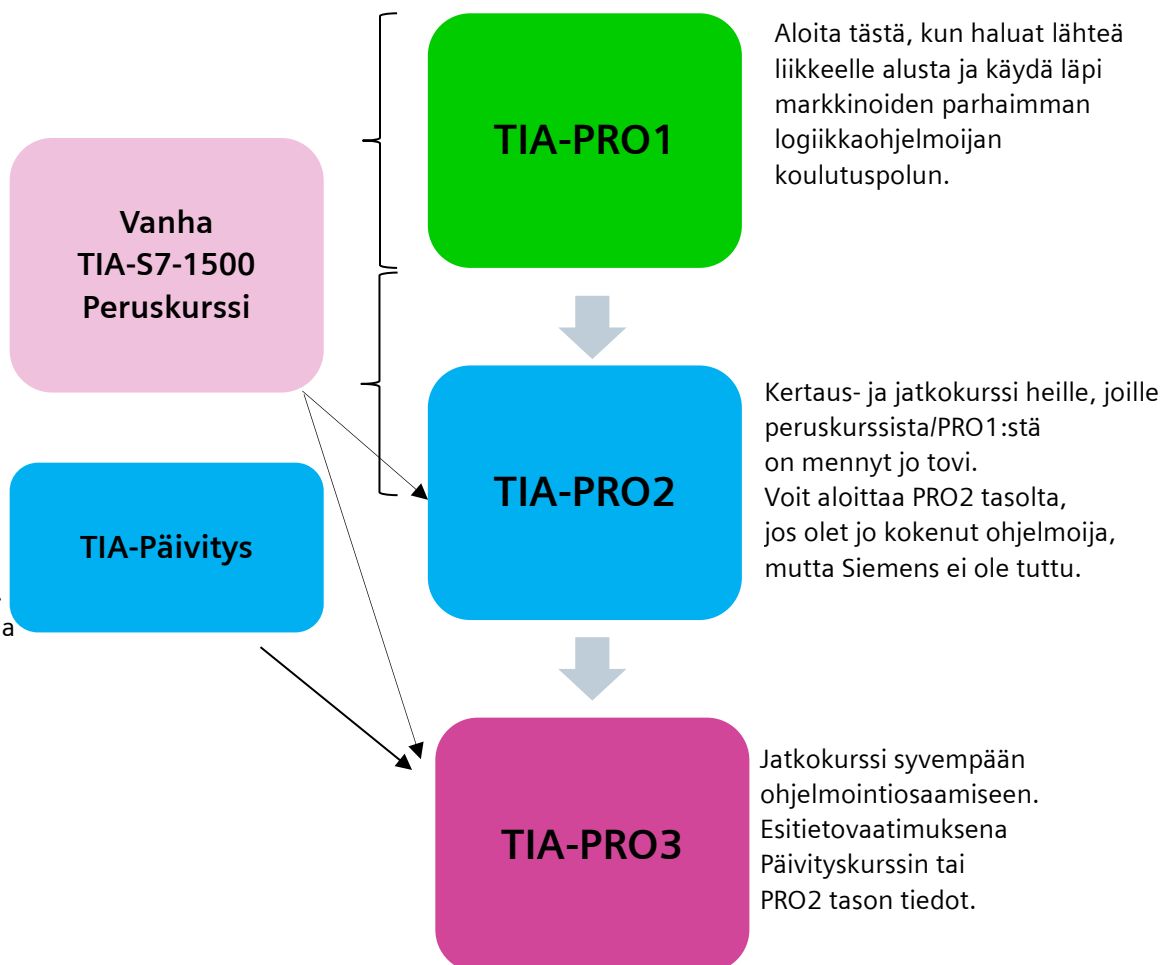 TIA-PRO1
Aloita tästä, kun haluat lähteä
liikkeelle alusta ja käydä läpi
markkinoiden parhaimman
logiikkaohjelmoijan
koulutuspolun.
Vanha
TIA-S7-1500
Peruskurssi
TIA-PRO2
Kertaus- ja jatkokurssi heille, joille
peruskurssista/PRO1:stä
on mennyt jo tovi.
Voit aloittaa PRO2 tasolta,
jos olet jo kokenut ohjelmoija,
mutta Siemens ei ole tuttu.
TIA-Päivitys
a
TIA-PRO3
Jatkokurssi syvempään
ohjelmointiosaamiseen.
Esitietovaatimuksena
Päivityskurssin tai
PRO2 tason tiedot.